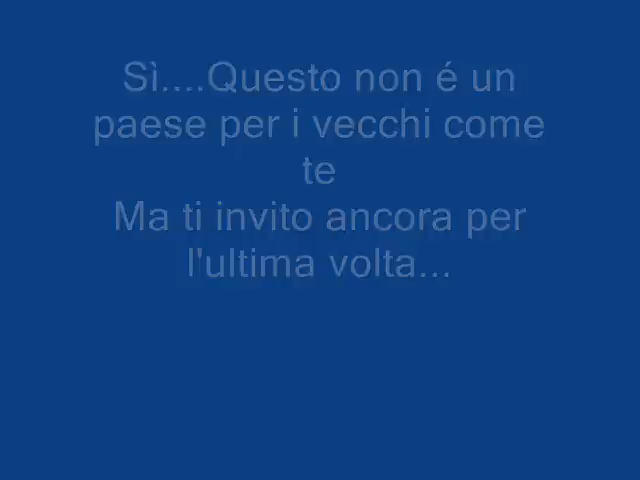 Sì....Questo non é un
paese per i vecchi come
te
Ma ti invito ancora per
l'ultima volta...